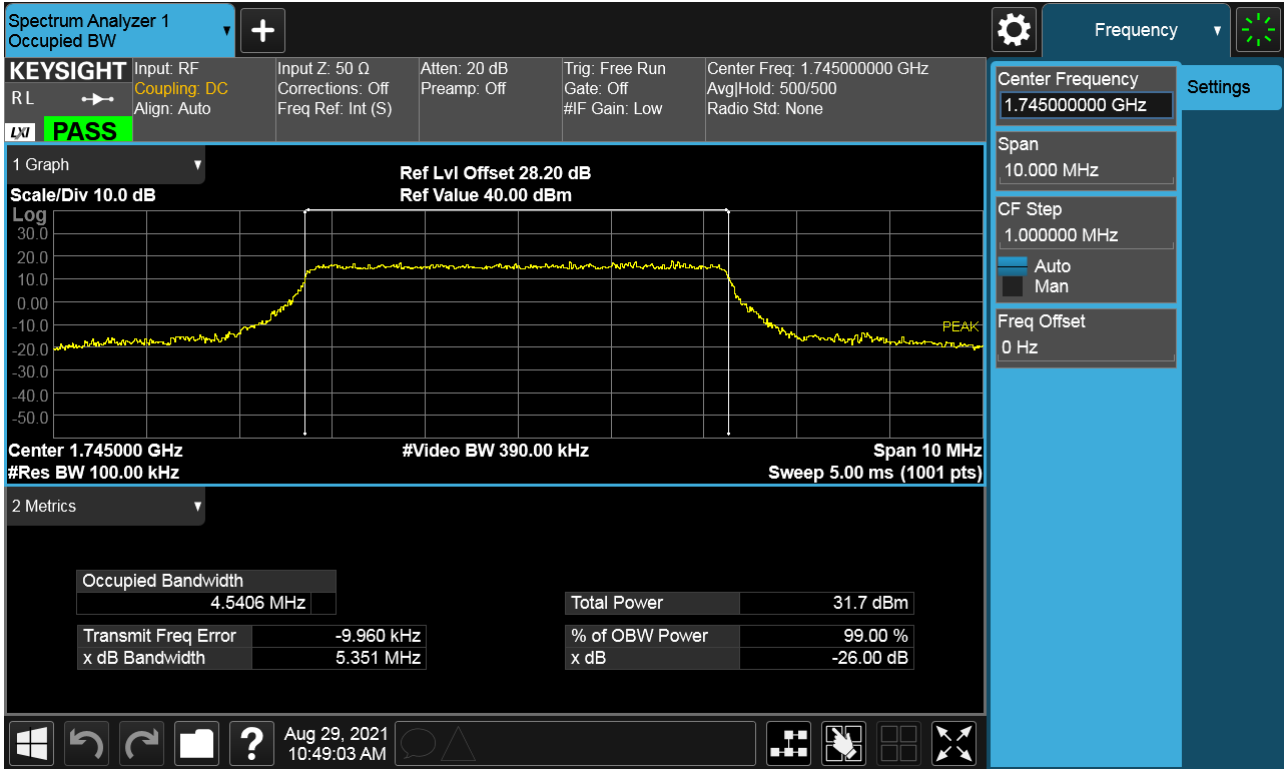 Spectrum Analyzer 1
Occupied BW
+
Frequency
KEYSIGHT
R L
LXI
PASS
Input: RF
Coupling: DC
Align: Auto
Input Z: 50 Ω
Corrections: Off
Freq Ref: Int (S)
Atten: 20 dB
Preamp: Off
Trig: Free Run
Gate: Off
#IF Gain: Low
Center Freq: 1.745000000 GHz
Avg|Hold: 500/500
Radio Std: None
Center Frequency
1.745000000 GHz
Settings
Span
10.000 MHz
CF Step
1.000000 MHz
Auto
Man
Freq Offset
0 Hz
1 Graph
Scale/Div 10.0 dB
Ref Lvl Offset 28.20 dB
Ref Value 40.00 dBm
Log
30.0
20.0
10.0
0.00
-10.0
-20.0
-30.0
-40.0
-50.0
PEAK
Center 1.745000 GHz
#Video BW 390.00 kHz
Span 10 MHz
#Res BW 100.00 kHz
Sweep 5.00 ms (1001 pts)
2 Metrics
Occupied Bandwidth
4.5406 MHz
Total Power 31.7 dBm
Transmit Freq Error -9.960 kHz
% of OBW Power 99.00 %
x dB Bandwidth 5.351 MHz
x dB -26.00 dB
?
Aug 29, 2021
10:49:03 AM